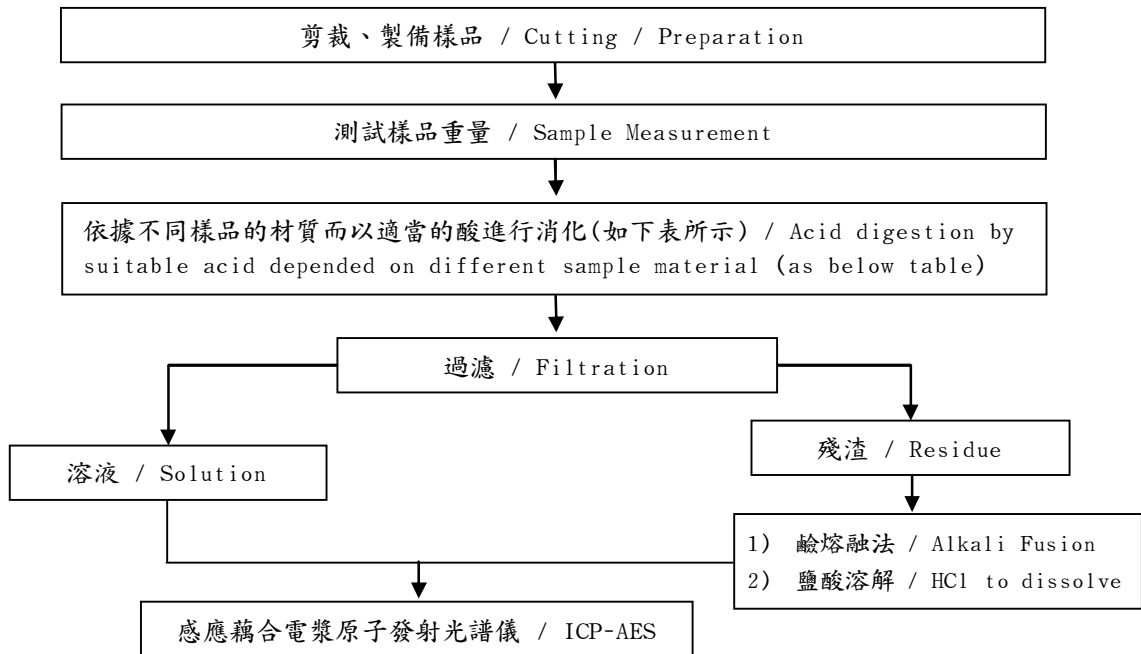 剪裁、製備樣品 / Cutting / Preparation
測試樣品重量 / Sample Measurement
依據不同樣品的材質而以適當的酸進行消化(如下表所示) / Acid digestion by
suitable acid depended on different sample material (as below table)
過濾 / Filtration
溶液 / Solution
殘渣 / Residue
1) 鹼熔融法 / Alkali Fusion
2) 鹽酸溶解 / HCl to dissolve
感應藕合電漿原子發射光譜儀 / ICP-AES